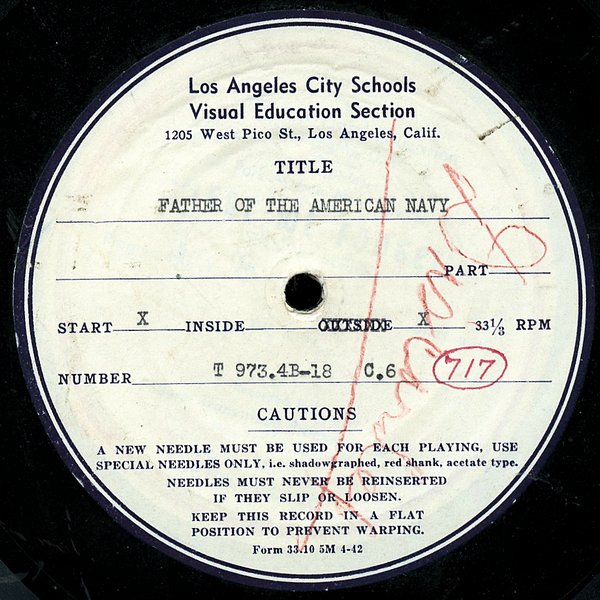 Los Angeles City Schools
Visual Education Section
1205 West Pico St., Los Angeles, Calif.
TITLE
FATHER OF THE AMERICAN NAVY
PART
START X INSIDE OUTSIDE X 33⅓ RPM
NUMBER T 973.4B-18 C.6 717
CAUTIONS
A NEW NEEDLE MUST BE USED FOR EACH PLAYING, USE
SPECIAL NEEDLES ONLY, i.e. shadowgraphed, red shank, acetate type.
NEEDLES MUST NEVER BE REINSERTED
IF THEY SLIP OR LOOSEN.
KEEP THIS RECORD IN A FLAT
POSITION TO PREVENT WARPING.
Form 33.10 5M 4-42